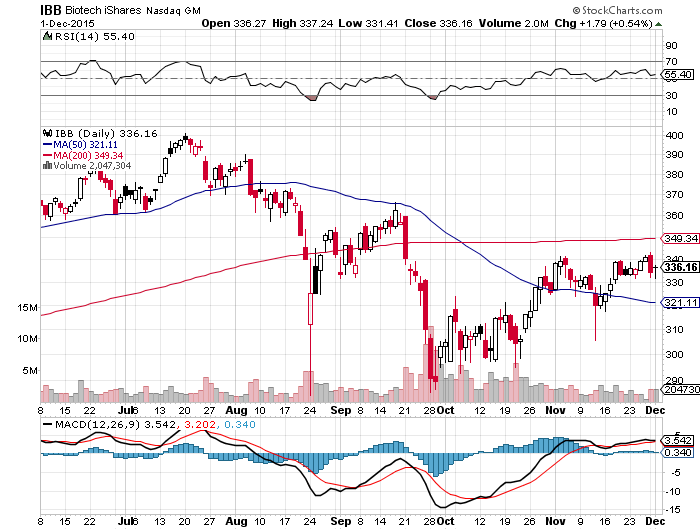 IBB Biotech iShares Nasdaq GM © StockCharts.com
1-Dec-2015 Open 336.27 High 337.24 Low 331.41 Close 336.16 Volume 2.0M Chg +1.79 (+0.54%)
RSI(14) 55.40
90
70
55.40
50
30
10
IBB (Daily) 336.16
MA(50) 321.11
MA(200) 349.34
Volume 2,047,304
400
390
380
370
360
349.34
340
336.16
330
321.11
310
300
290
2047304
15M
10M
5M
8 15 22 Jul6 13 20 27 Aug 10 17 24 Sep 8 14 21 28 Oct 12 19 26 Nov 9 16 23 Dec
MACD(12,26,9) 3.542, 3.202, 0.340
5
3.542
0.340
-5
-10
-15
8 15 22 Jul6 13 20 27 Aug 10 17 24 Sep 8 14 21 28 Oct 12 19 26 Nov 9 16 23 Dec